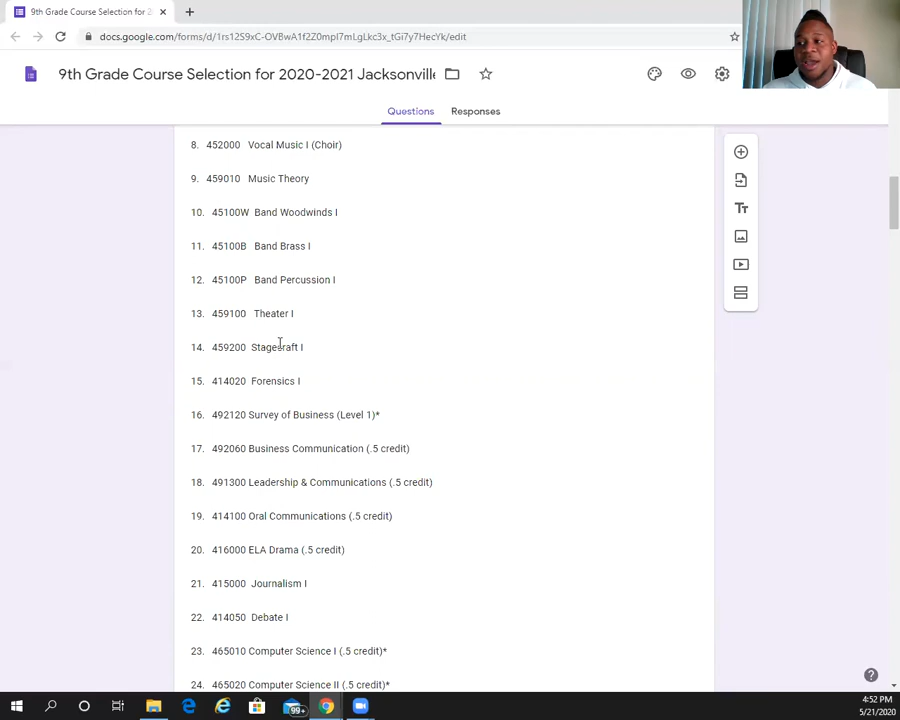 9th Grade Course Selection for 2
docs.google.com/forms/d/1rs12S9xC-OVBwA1f2Z0mpI7mLgLkc3x_tGi7y7HecYk/edit
9th Grade Course Selection for 2020-2021 Jacksonville
Questions Responses
8. 452000 Vocal Music I (Choir)
9. 459010 Music Theory
10. 45100W Band Woodwinds I
11. 45100B Band Brass I
12. 45100P Band Percussion I
13. 459100 Theater I
14. 459200 Stagecraft I
15. 414020 Forensics I
16. 492120 Survey of Business (Level 1)*
17. 492060 Business Communication (.5 credit)
18. 491300 Leadership & Communications (.5 credit)
19. 414100 Oral Communications (.5 credit)
20. 416000 ELA Drama (.5 credit)
21. 415000 Journalism I
22. 414050 Debate I
23. 465010 Computer Science I (.5 credit)*
24. 465020 Computer Science II (.5 credit)*
Tт
99+
4:52 PM
5/21/2020